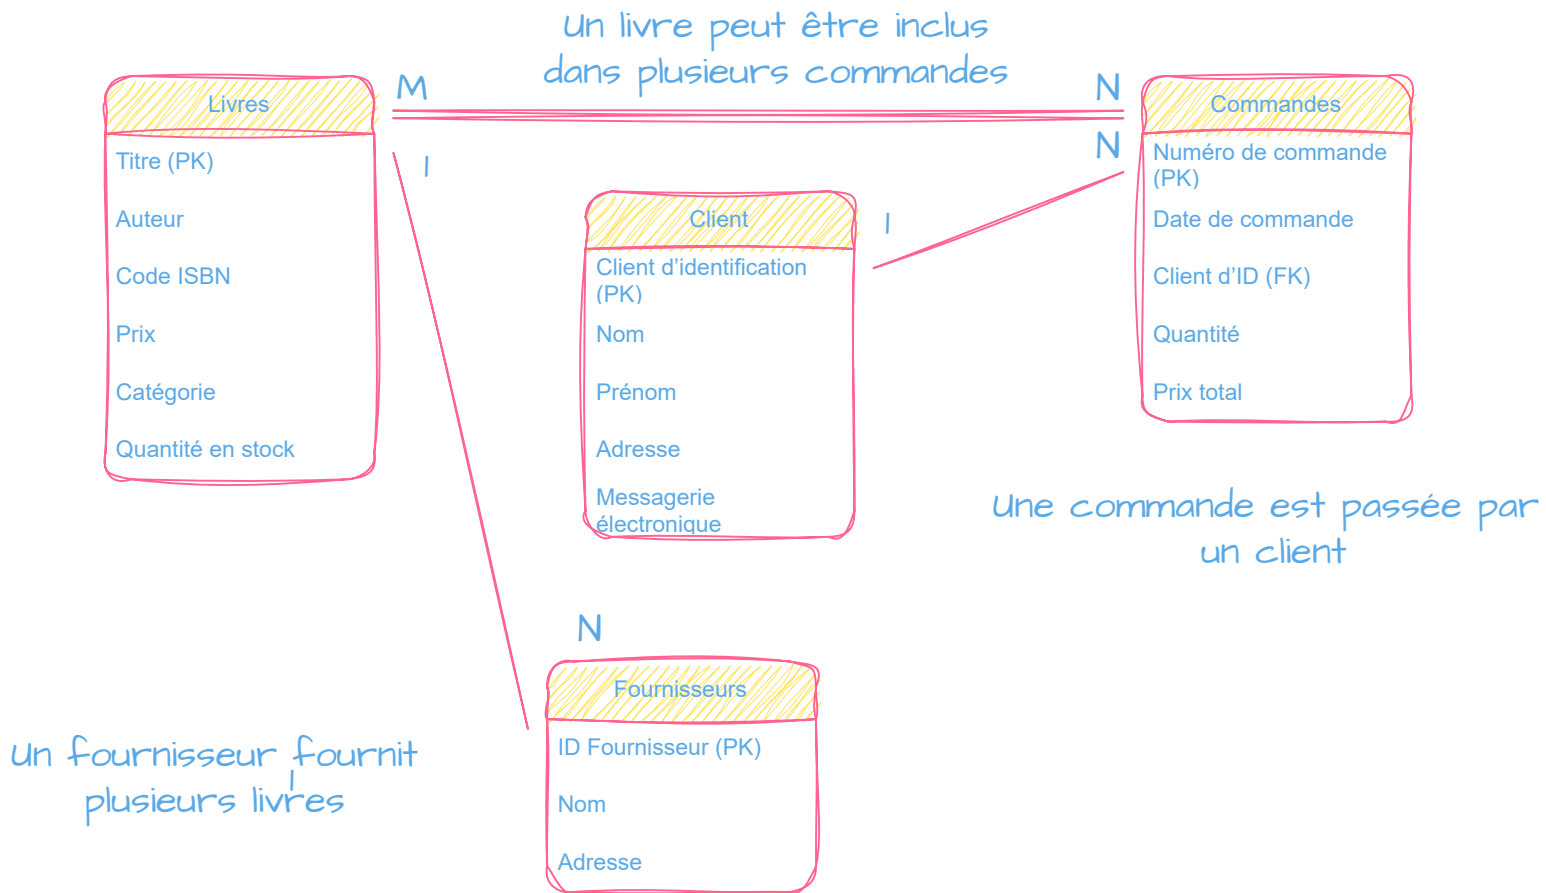 Un livre peut être inclus
dans plusieurs commandes
M
N
Livres
Titre (PK)
Auteur
Code ISBN
Prix
Catégorie
Quantité en stock
1
N
Commandes
Numéro de commande
(PK)
Date de commande
Client d’ID (FK)
Quantité
Prix total
1
Client
Client d’identification
(PK)
Nom
Prénom
Adresse
Messagerie
électronique
Une commande est passée par
un client
N
Fournisseurs
ID Fournisseur (PK)
Nom
Adresse
Un fournisseur fournit
1
plusieurs livres